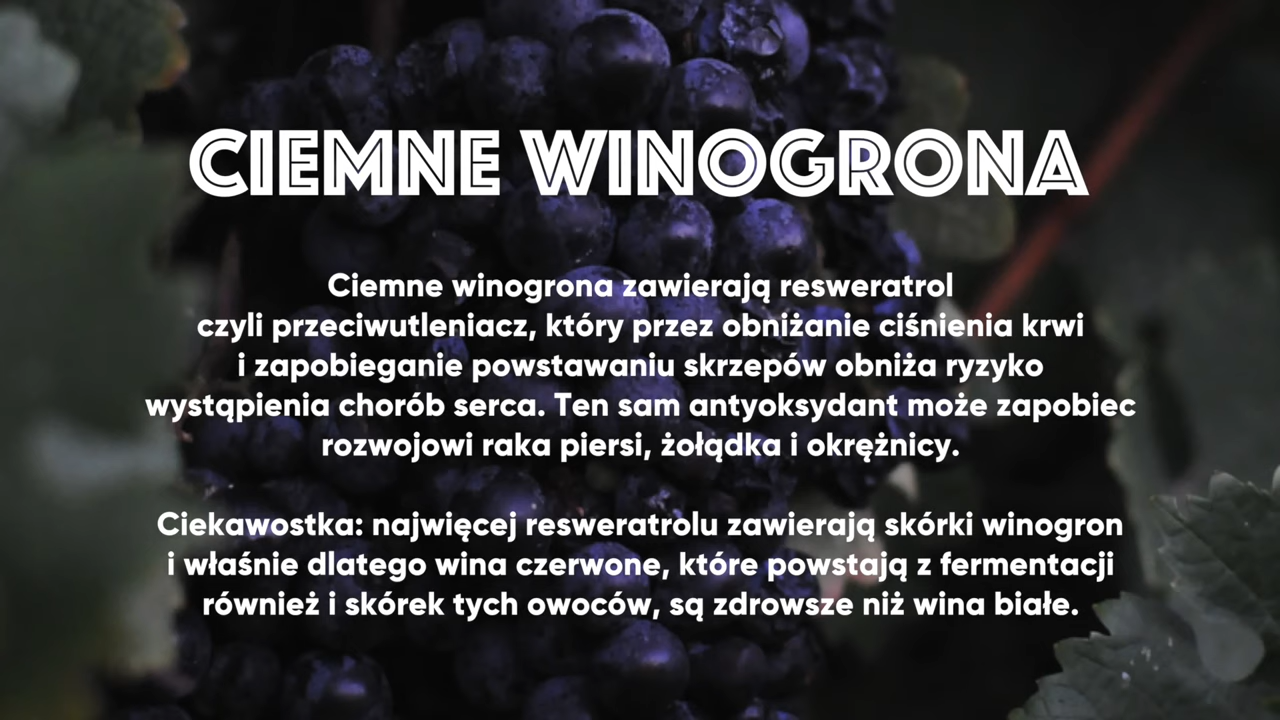 CIEMNE WINOGRONA
Ciemne winogrona zawierają resweratrol
czyli przeciwutleniacz, który przez obniżanie ciśnienia krwi
i zapobieganie powstawaniu skrzepów obniża ryzyko
wystąpienia chorób serca. Ten sam antyoksydant może zapobiec
rozwojowi raka piersi, żołądka i okrężnicy.
Ciekawostka: najwięcej resweratrolu zawierają skórki winogron
i właśnie dlatego wina czerwone, które powstają z fermentacji
również i skórek tych owoców, są zdrowsze niż wina białe.